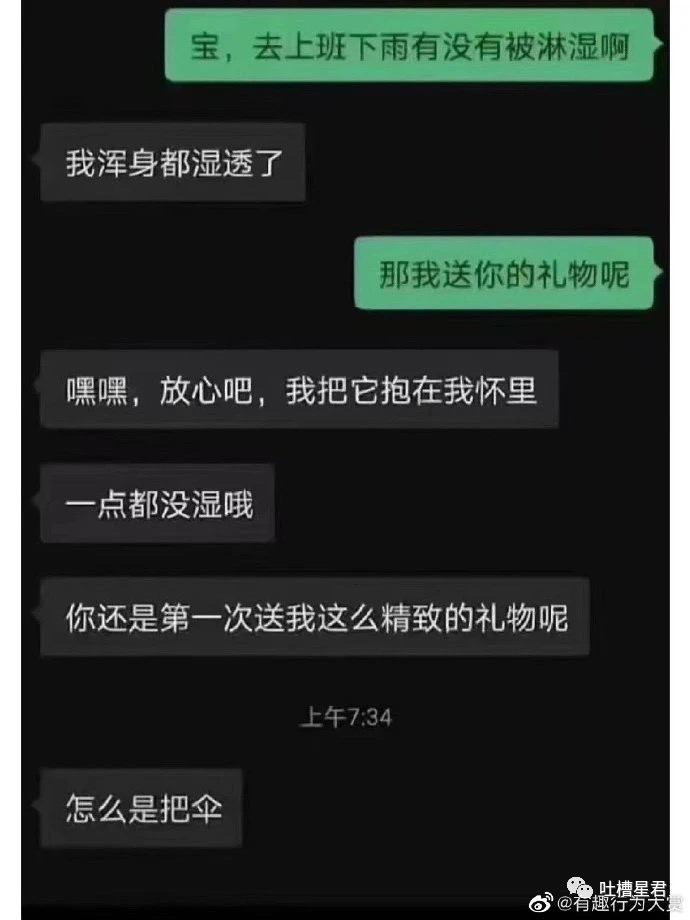 宝，去上班下雨有没有被淋湿啊
我浑身都湿透了
那我送你的礼物呢
嘿嘿，放心吧，我把它抱在我怀里
一点都没湿哦
你还是第一次送我这么精致的礼物呢
上午7:34
怎么是把伞
吐槽星君
@有趣行为大赏